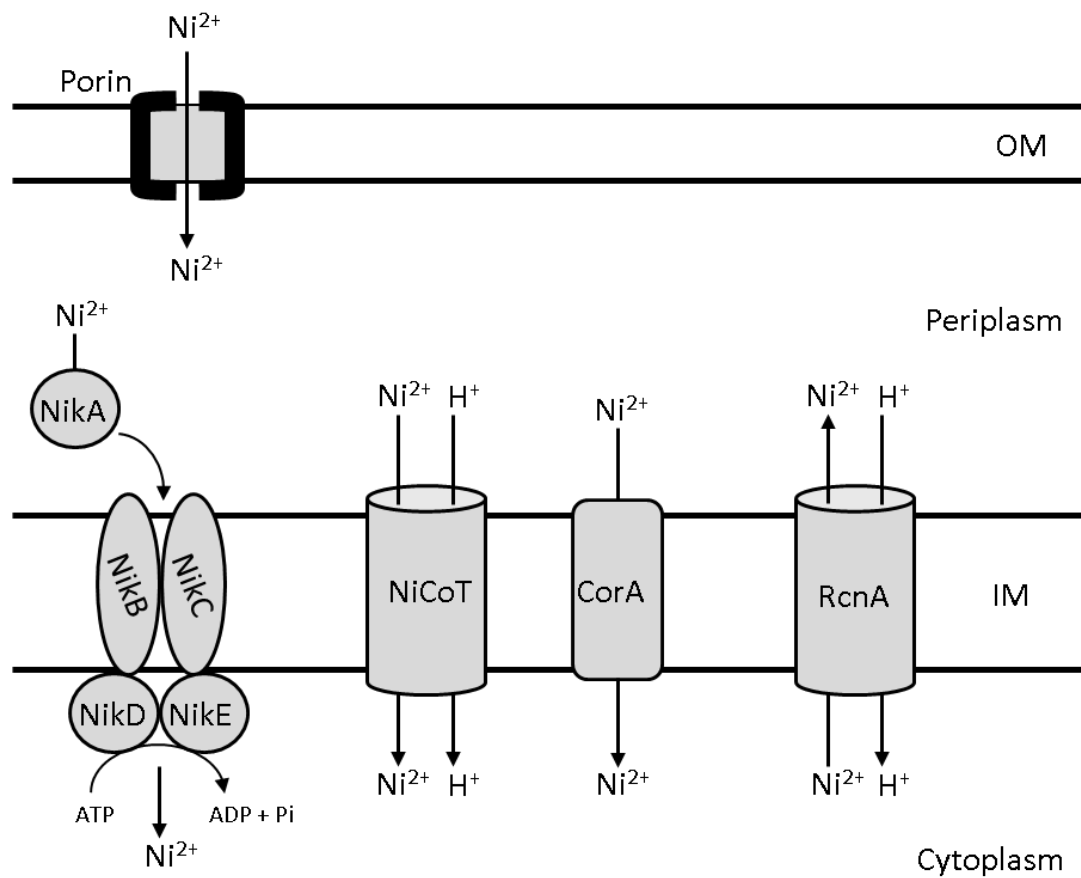 Ni²⁺
Porin
OM
Ni²⁺
Ni²⁺
Periplasm
NikA
Ni²⁺ H⁺
Ni²⁺
Ni²⁺ H⁺
NikB
NikC
NiCoT
CorA
RcnA
IM
NikD
NikE
Ni²⁺ H⁺
Ni²⁺
Ni²⁺ H⁺
ATP
ADP + Pi
Ni²⁺
Cytoplasm